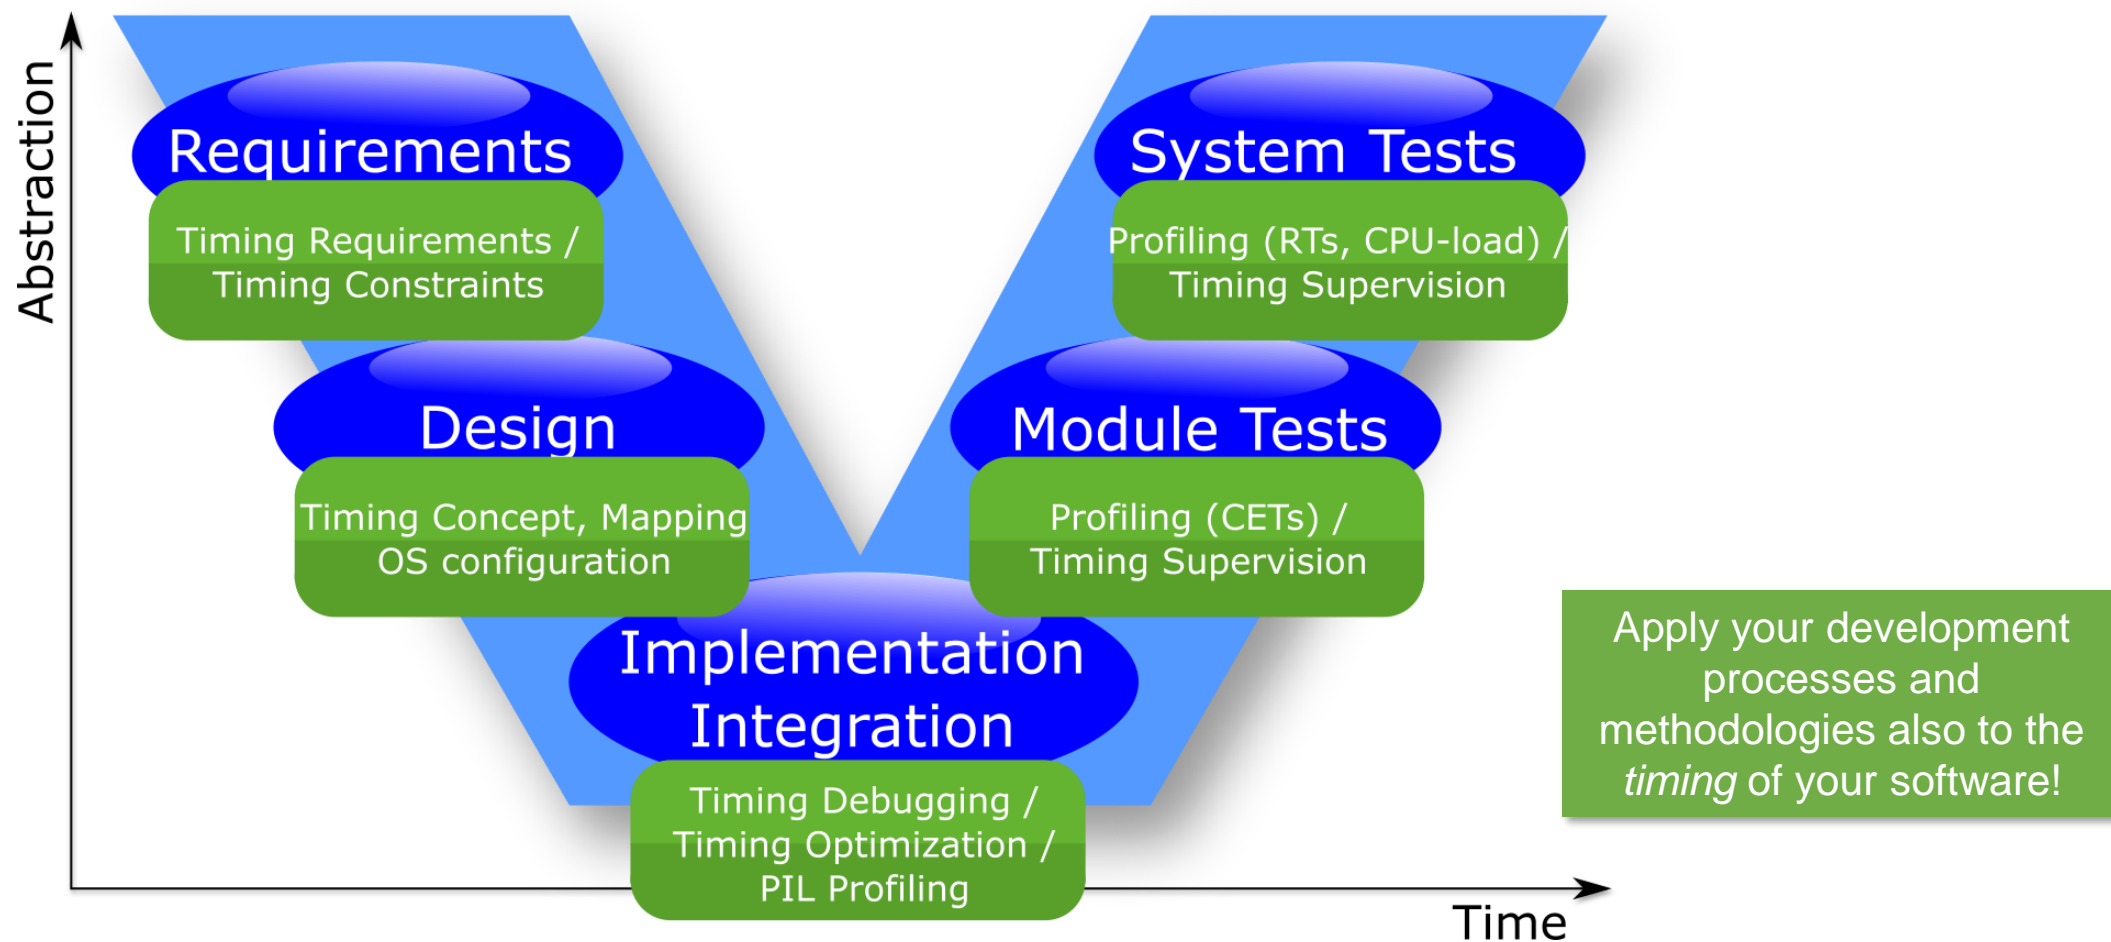 Abstraction
Requirements
Timing Requirements /
Timing Constraints
System Tests
Profiling (RTs, CPU-load) /
Timing Supervision
Design
Timing Concept, Mapping
OS configuration
Module Tests
Profiling (CETs) /
Timing Supervision
Implementation
Integration
Timing Debugging /
Timing Optimization /
PIL Profiling
Apply your development
processes and
methodologies also to the
timing of your software!
Time